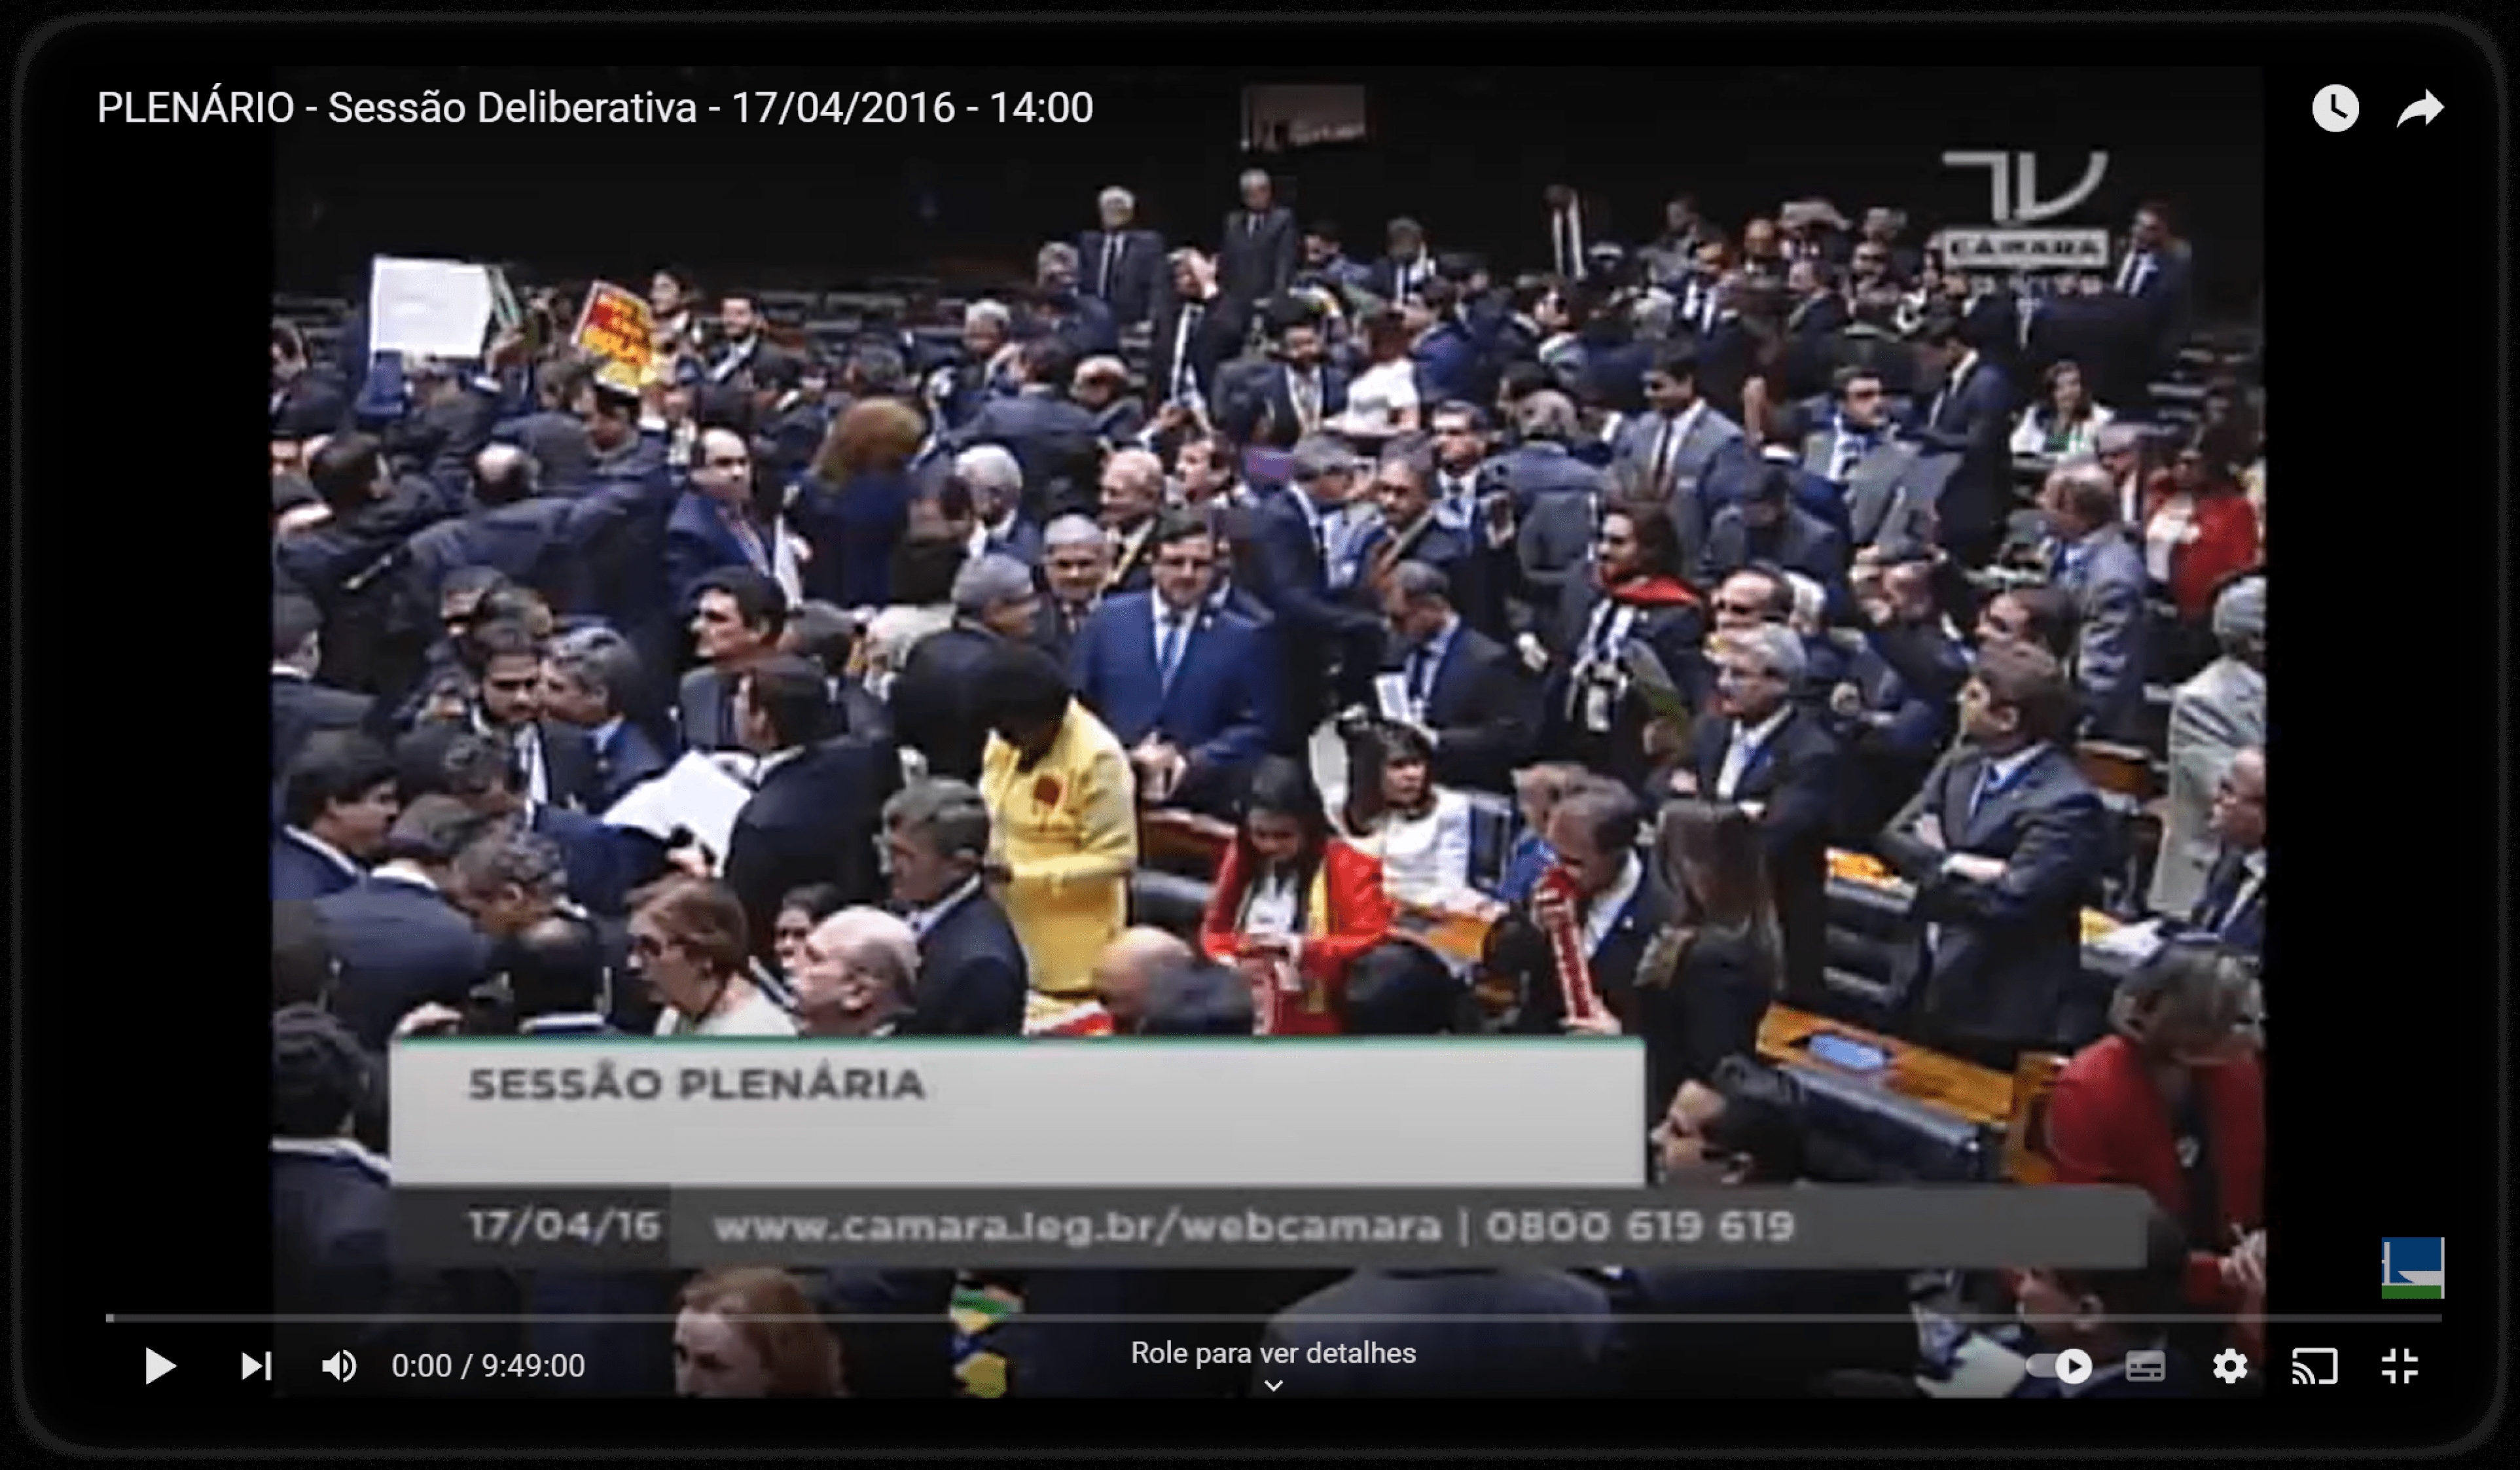 PLENÁRIO - Sessão Deliberativa - 17/04/2016 - 14:00
TV
CÂMARA
SESSÃO PLENÁRIA
17/04/16 www.camara.leg.br/webcamara | 0800 619 619
0:00 / 9:49:00
Role para ver detalhes